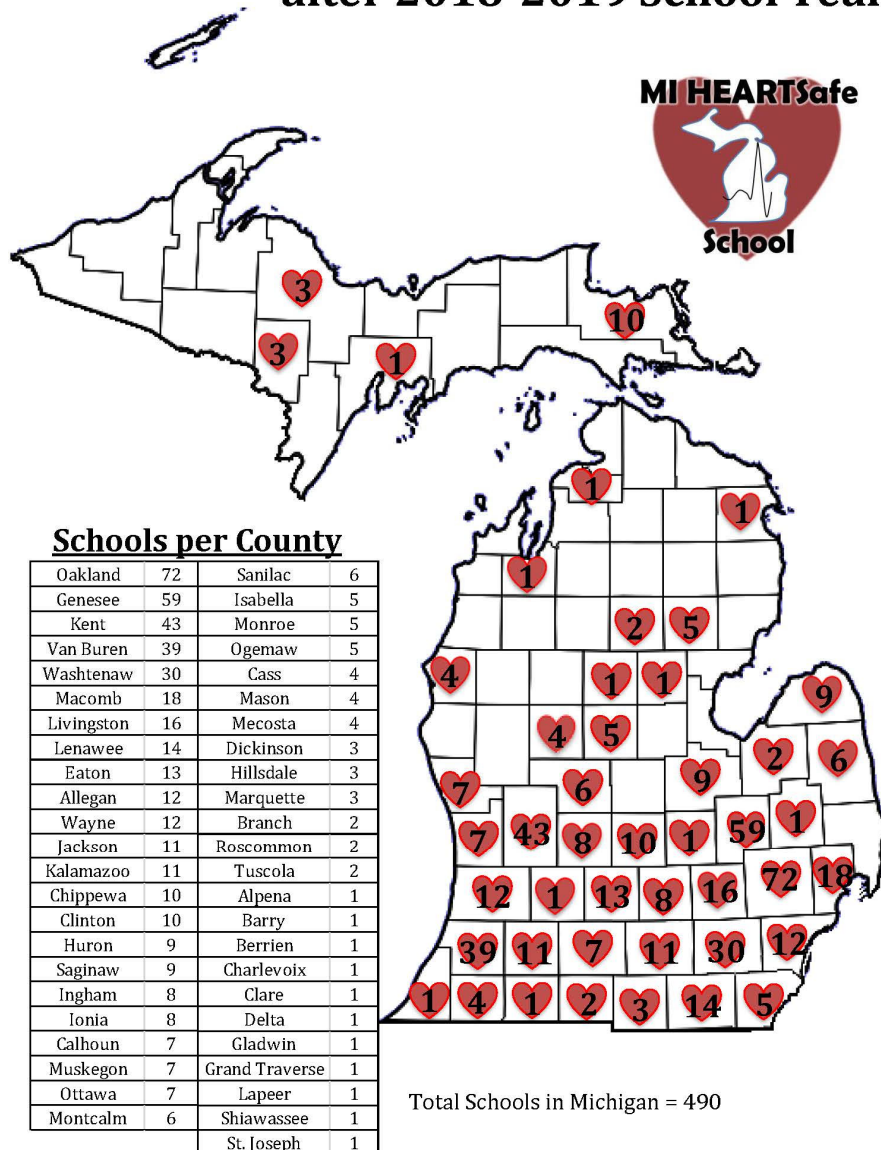 after 2018-2019 School Year
MI HEARTSafe
School
3
10
3
1
1
1
1
2 5
4 1 1
9
4 5
2 6
7 6 9
7 43 8 10 1 59 1
12 1 13 8 16 72 18
39 11 7 11 30 12
1 4 1 2 3 14 5
Schools per County
Oakland 72 Sanilac 6
Genesee 59 Isabella 5
Kent 43 Monroe 5
Van Buren 39 Ogemaw 5
Washtenaw 30 Cass 4
Macomb 18 Mason 4
Livingston 16 Mecosta 4
Lenawee 14 Dickinson 3
Eaton 13 Hillsdale 3
Allegan 12 Marquette 3
Wayne 12 Branch 2
Jackson 11 Roscommon 2
Kalamazoo 11 Tuscola 2
Chippewa 10 Alpena 1
Clinton 10 Barry 1
Huron 9 Berrien 1
Saginaw 9 Charlevoix 1
Ingham 8 Clare 1
Ionia 8 Delta 1
Calhoun 7 Gladwin 1
Muskegon 7 Grand Traverse 1
Ottawa 7 Lapeer 1
Montcalm 6 Shiawassee 1
St. Joseph 1
Total Schools in Michigan = 490